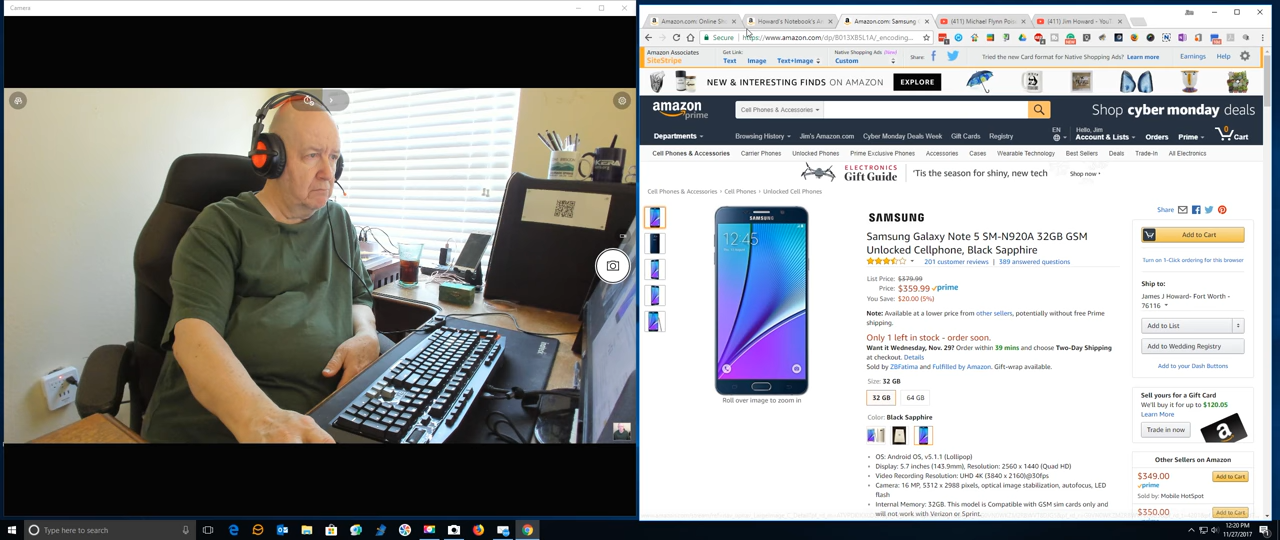 Camera
KERA
Amazon.com: Online Sh
Howard's Notebook's A
Amazon.com: Samsung
(411) Michael Flynn Pois
(411) Jim Howard - YouT
Secure https://www.amazon.com/dp/B013XB5L1A/_encoding
Amazon Associates
SiteStripe
Get Link:
Text Image Text+Image
Native Shopping Ads (New)
Custom
Share
Tried the new Card format for Native Shopping Ads? Learn more
Earnings Help
NEW & INTERESTING FINDS ON AMAZON EXPLORE
amazon
prime
Cell Phones & Accessories
Shop cyber monday deals
Departments
Browsing History Jim's Amazon.com Cyber Monday Deals Week Gift Cards Registry
EN
Hello, Jim
Account & Lists Orders Prime
0
Cart
Cell Phones & Accessories Carrier Phones Unlocked Phones Prime Exclusive Phones Accessories Cases Wearable Technology Best Sellers Deals Trade-In All Electronics
ELECTRONICS
Gift Guide
'Tis the season for shiny, new tech Shop now
Cell Phones & Accessories › Cell Phones › Unlocked Cell Phones
SAMSUNG
12:45
Roll over image to zoom in
SAMSUNG
Samsung Galaxy Note 5 SM-N920A 32GB GSM
Unlocked Cellphone, Black Sapphire
201 customer reviews | 389 answered questions
List Price: $379.99
Price: $359.99 prime
You Save: $20.00 (5%)
Note: Available at a lower price from other sellers, potentially without free Prime
shipping.
Only 1 left in stock - order soon.
Want it Wednesday, Nov. 29? Order within 39 mins and choose Two-Day Shipping
at checkout. Details
Sold by ZBFatima and Fulfilled by Amazon. Gift-wrap available.
Size: 32 GB
32 GB 64 GB
Color: Black Sapphire
• OS: Android OS, v5.1.1 (Lollipop)
• Display: 5.7 inches (143.9mm), Resolution: 2560 x 1440 (Quad HD)
• Video Recording Resolution: UHD 4K (3840 x 2160)@30fps
• Camera: 16 MP, 5312 x 2988 pixels, optical image stabilization, autofocus, LED
flash
• Internal Memory: 32GB. This model is Compatible with GSM sim cards only and
will not work with Verizon or Sprint.
Share
Add to Cart
Turn on 1-Click ordering for this browser
Ship to:
James J Howard- Fort Worth -
76116
Add to List
Add to Wedding Registry
Add to your Dash Buttons
Sell yours for a Gift Card
We'll buy it for up to $120.05
Learn More
Trade in now
Other Sellers on Amazon
$349.00
prime
Add to Cart
Sold by: Mobile HotSpot
$350.00
Add to Cart
Type here to search
12:20 PM
11/27/2017